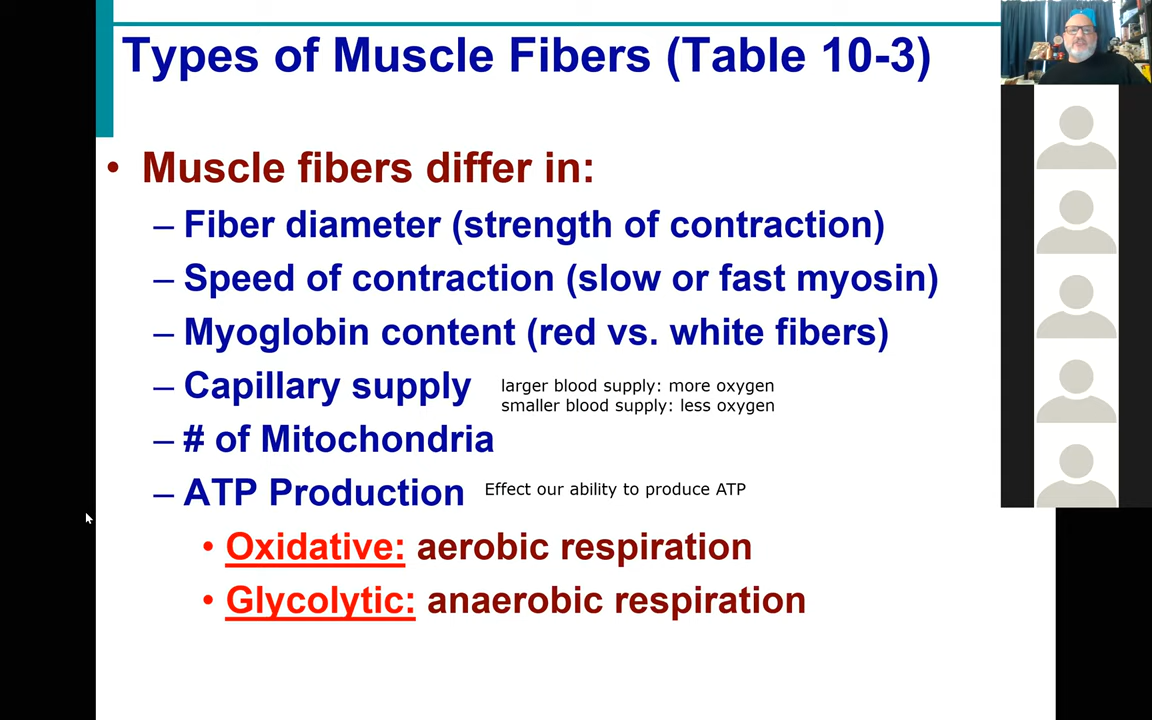 Types of Muscle Fibers (Table 10-3)
• Muscle fibers differ in:
– Fiber diameter (strength of contraction)
– Speed of contraction (slow or fast myosin)
– Myoglobin content (red vs. white fibers)
– Capillary supply
larger blood supply: more oxygen
smaller blood supply: less oxygen
– # of Mitochondria
– ATP Production
Effect our ability to produce ATP
• Oxidative: aerobic respiration
• Glycolytic: anaerobic respiration